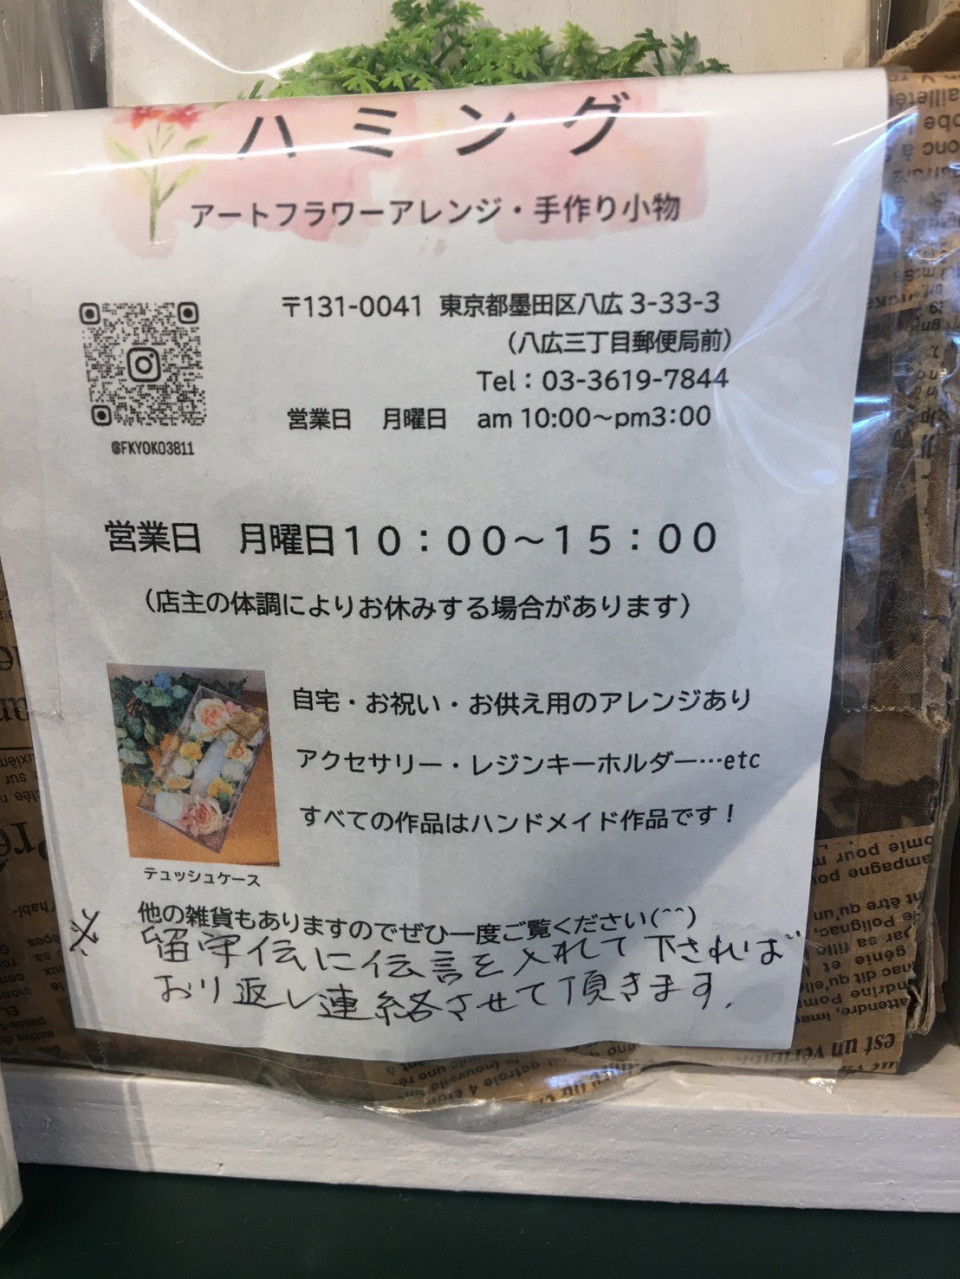 ハミング
アートフラワーアレンジ・手作り小物
〒131-0041 東京都墨田区八広3-33-3
（八広三丁目郵便局前）
Tel：03-3619-7844
営業日 月曜日 am 10:00～pm3:00
@FKYOKO3811
営業日 月曜日１０：００～１５：００
（店主の体調によりお休みする場合があります）
自宅・お祝い・お供え用のアレンジあり
アクセサリー・レジンキーホルダー…etc
すべての作品はハンドメイド作品です！
テュッシュケース
他の雑貨もありますのでぜひ一度ご覧ください(^^)
※ 留守伝に伝言を入れて下されば
おり返し連絡させて頂きます.